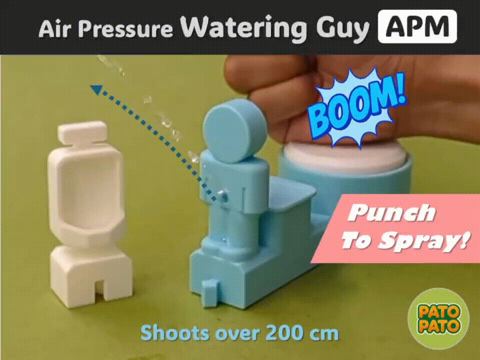 Air Pressure Watering Guy APM
BOOM!
Punch
To Spray!
PATO
PATO
Shoots over 200 cm